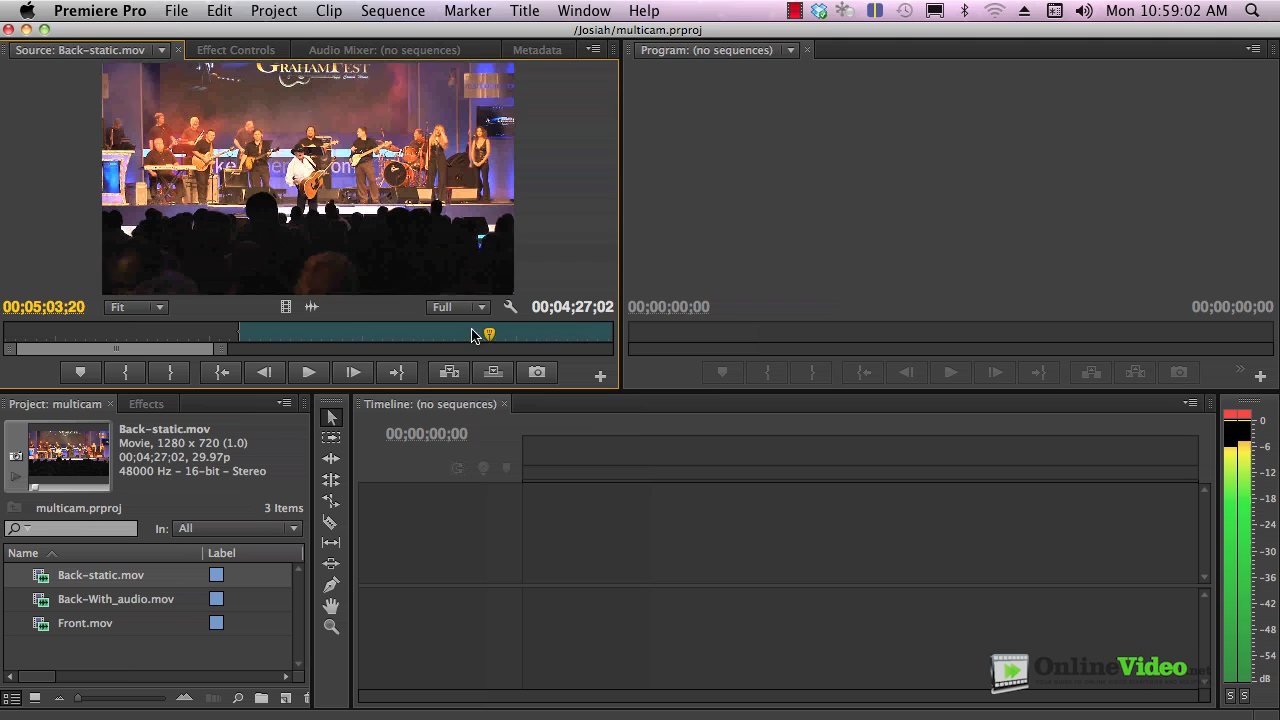 Premiere Pro File Edit Project Clip Sequence Marker Title Window Help Mon 10:59:02 AM
/Josiah/multicam.prproj
Source: Back-static.mov Effect Controls Audio Mixer: (no sequences) Metadata Program: (no sequences)
GRAHAMFEST
00;05;03;20 Fit Full 00;04;27;02 00;00;00;00 00;00;00;00
Project: multicam Effects Timeline: (no sequences)
Back-static.mov
Movie, 1280 x 720 (1.0)
00;04;27;02, 29.97p
48000 Hz - 16-bit - Stereo
00;00;00;00
multicam.prproj 3 Items
In: All
Name Label
Back-static.mov
Back-With_audio.mov
Front.mov
0
-6
-12
-18
-24
-30
-36
-42
-48
-54
dB
S S
OnlineVideo.net